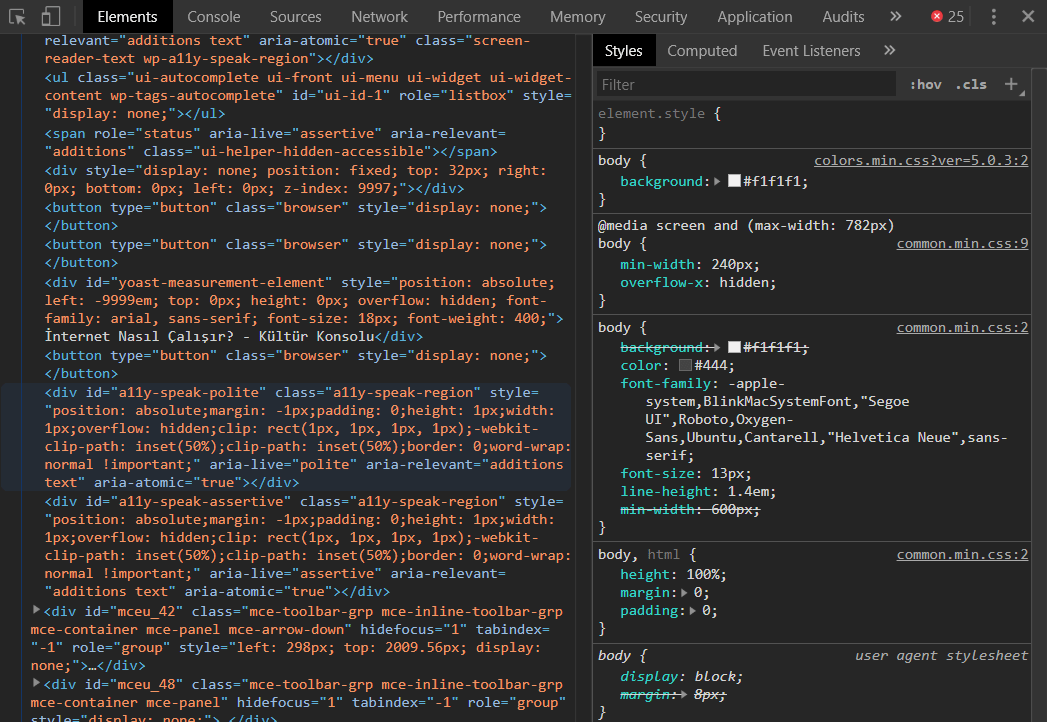 Elements Console Sources Network Performance Memory Security Application Audits » 25
relevant="additions text" aria-atomic="true" class="screen-
reader-text wp-a11y-speak-region"></div>
<ul class="ui-autocomplete ui-front ui-menu ui-widget ui-widget-
content wp-tags-autocomplete" id="ui-id-1" role="listbox" style=
"display: none;"></ul>
<span role="status" aria-live="assertive" aria-relevant=
"additions" class="ui-helper-hidden-accessible"></span>
<div style="display: none; position: fixed; top: 32px; right:
0px; bottom: 0px; left: 0px; z-index: 9997;"></div>
<button type="button" class="browser" style="display: none;">
</button>
<button type="button" class="browser" style="display: none;">
</button>
<div id="yoast-measurement-element" style="position: absolute;
left: -9999em; top: 0px; height: 0px; overflow: hidden; font-
family: arial, sans-serif; font-size: 18px; font-weight: 400;">
İnternet Nasıl Çalışır? - Kültür Konsolu</div>
<button type="button" class="browser" style="display: none;">
</button>
<div id="a11y-speak-polite" class="a11y-speak-region" style=
"position: absolute;margin: -1px;padding: 0;height: 1px;width:
1px;overflow: hidden;clip: rect(1px, 1px, 1px, 1px);-webkit-
clip-path: inset(50%);clip-path: inset(50%);border: 0;word-wrap:
normal !important;" aria-live="polite" aria-relevant="additions
text" aria-atomic="true"></div>
<div id="a11y-speak-assertive" class="a11y-speak-region" style=
"position: absolute;margin: -1px;padding: 0;height: 1px;width:
1px;overflow: hidden;clip: rect(1px, 1px, 1px, 1px);-webkit-
clip-path: inset(50%);clip-path: inset(50%);border: 0;word-wrap:
normal !important;" aria-live="assertive" aria-relevant=
"additions text" aria-atomic="true"></div>
<div id="mceu_42" class="mce-toolbar-grp mce-inline-toolbar-grp
mce-container mce-panel mce-arrow-down" hidefocus="1" tabindex=
"-1" role="group" style="left: 298px; top: 2009.56px; display:
none;">…</div>
<div id="mceu_48" class="mce-toolbar-grp mce-inline-toolbar-grp
mce-container mce-panel" hidefocus="1" tabindex="-1" role="group"
style="display: none;">…</div>
Styles Computed Event Listeners »
Filter :hov .cls +
element.style {
}
body { colors.min.css?ver=5.0.3:2
background: #f1f1f1;
}
@media screen and (max-width: 782px)
body { common.min.css:9
min-width: 240px;
overflow-x: hidden;
}
body { common.min.css:2
background: #f1f1f1;
color: #444;
font-family: -apple-
system,BlinkMacSystemFont,"Segoe
UI",Roboto,Oxygen-
Sans,Ubuntu,Cantarell,"Helvetica Neue",sans-
serif;
font-size: 13px;
line-height: 1.4em;
min-width: 600px;
}
body, html { common.min.css:2
height: 100%;
margin: 0;
padding: 0;
}
body { user agent stylesheet
display: block;
margin: 8px;
}